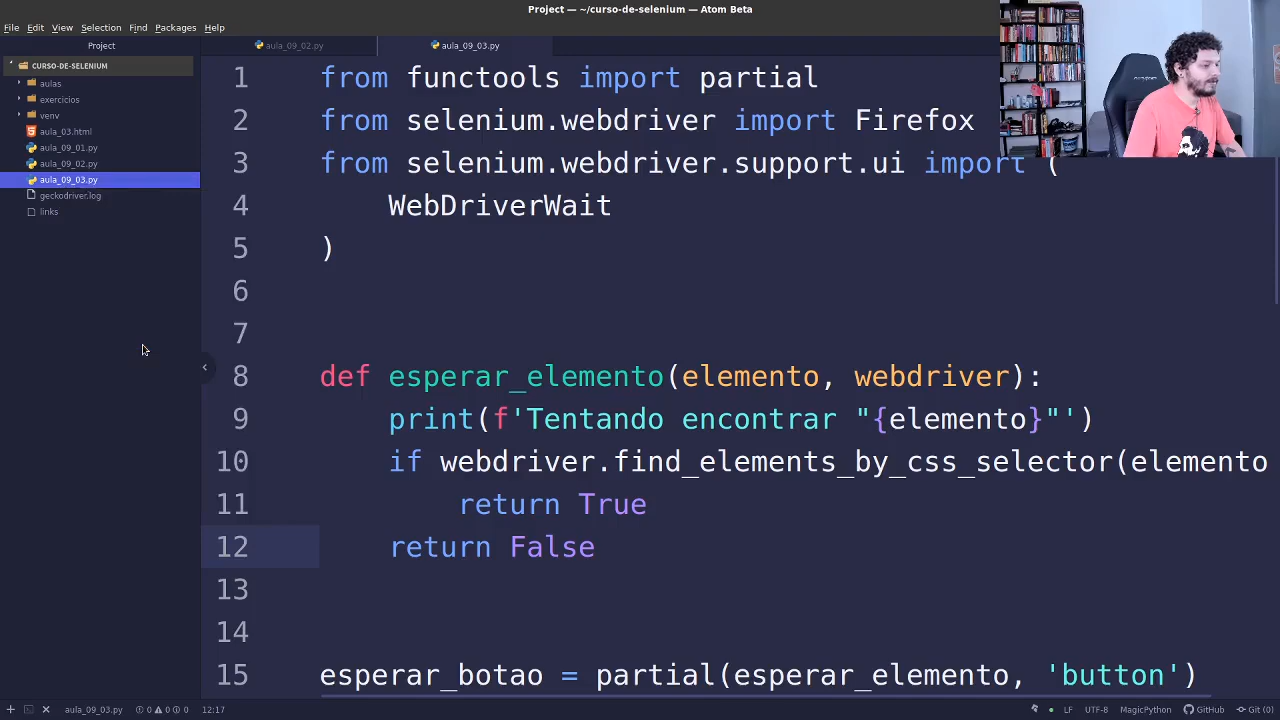 Project — ~/curso-de-selenium — Atom Beta
File Edit View Selection Find Packages Help
Project
aula_09_02.py
aula_09_03.py
CURSO-DE-SELENIUM
aulas
exercicios
venv
aula_03.html
aula_09_01.py
aula_09_02.py
aula_09_03.py
geckodriver.log
links
1 from functools import partial
2 from selenium.webdriver import Firefox
3 from selenium.webdriver.support.ui import (
4 WebDriverWait
5 )
6
7
8 def esperar_elemento(elemento, webdriver):
9 print(f'Tentando encontrar "{elemento}"')
10 if webdriver.find_elements_by_css_selector(elemento
11 return True
12 return False
13
14
15 esperar_botao = partial(esperar_elemento, 'button')
aula_09_03.py 0 0 0 12:17 LF UTF-8 MagicPython GitHub Git (0)